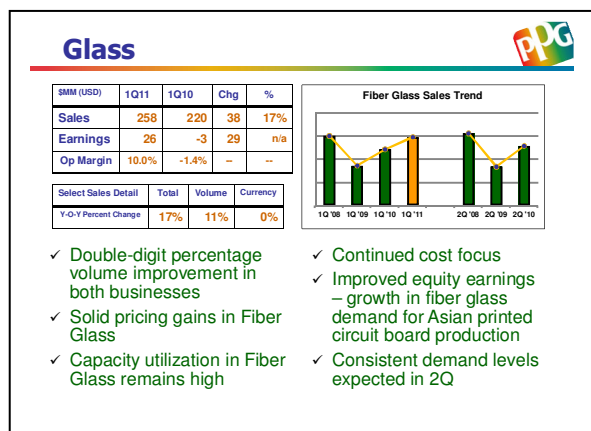 Glass
PPG
$MM (USD) 1Q11 1Q10 Chg %
Sales 258 220 38 17%
Earnings 26 -3 29 n/a
Op Margin 10.0% -1.4% -- --
Select Sales Detail Total Volume Currency
Y-O-Y Percent Change 17% 11% 0%
Fiber Glass Sales Trend
1Q '08 1Q '09 1Q '10 1Q '11 2Q '08 2Q '09 2Q '10
✓ Double-digit percentage
volume improvement in
both businesses
✓ Solid pricing gains in Fiber
Glass
✓ Capacity utilization in Fiber
Glass remains high
✓ Continued cost focus
✓ Improved equity earnings
– growth in fiber glass
demand for Asian printed
circuit board production
✓ Consistent demand levels
expected in 2Q